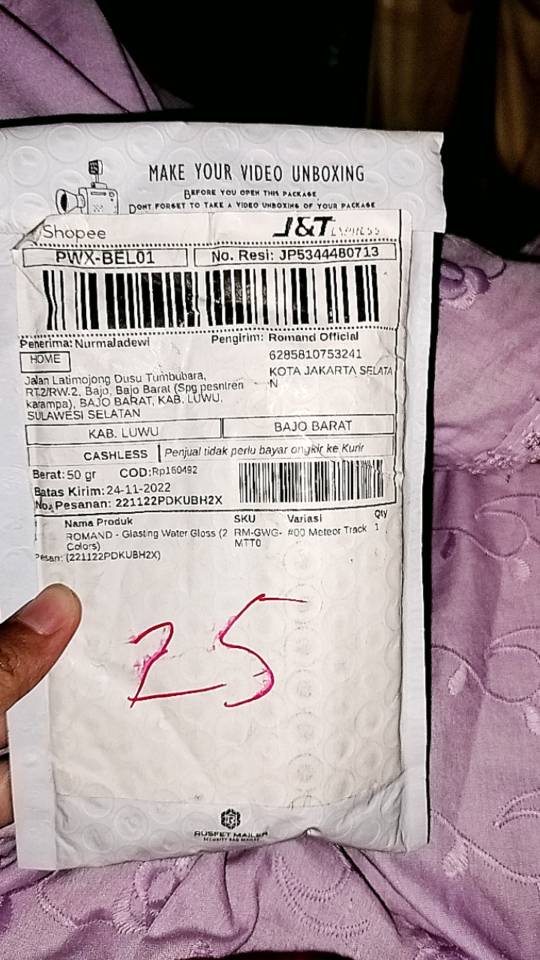 MAKE YOUR VIDEO UNBOXING
BEFORE YOU OPEN THIS PACKAGE
DONT FORGET TO TAKE A VIDEO UNBOXING OF YOUR PACKAGE
Shopee J&T EXPRESS
PWX-BEL01 No. Resi: JP5344480713
Penerima: Nurmaladewi Pengirim: Romand Official
HOME 6285810753241
KOTA JAKARTA SELATA
N
Jalan Latimojong Dusu Tumbubara,
RT.2/RW.2, Bajo, Bajo Barat (Spg pesntren
karampa), BAJO BARAT, KAB. LUWU,
SULAWESI SELATAN
KAB. LUWU BAJO BARAT
CASHLESS Penjual tidak perlu bayar ongkir ke Kurir
Berat: 50 gr COD:Rp160492
Batas Kirim: 24-11-2022
No. Pesanan: 221122PDKUBH2X
Nama Produk SKU Variasi Qty
ROMAND - Glasting Water Gloss (2 RM-GWG- #00 Meteor Track 1
Colors) MTT0
Pesan: (221122PDKUBH2X)
25
RUSFET MAILER
SECURITY BAG MAILER